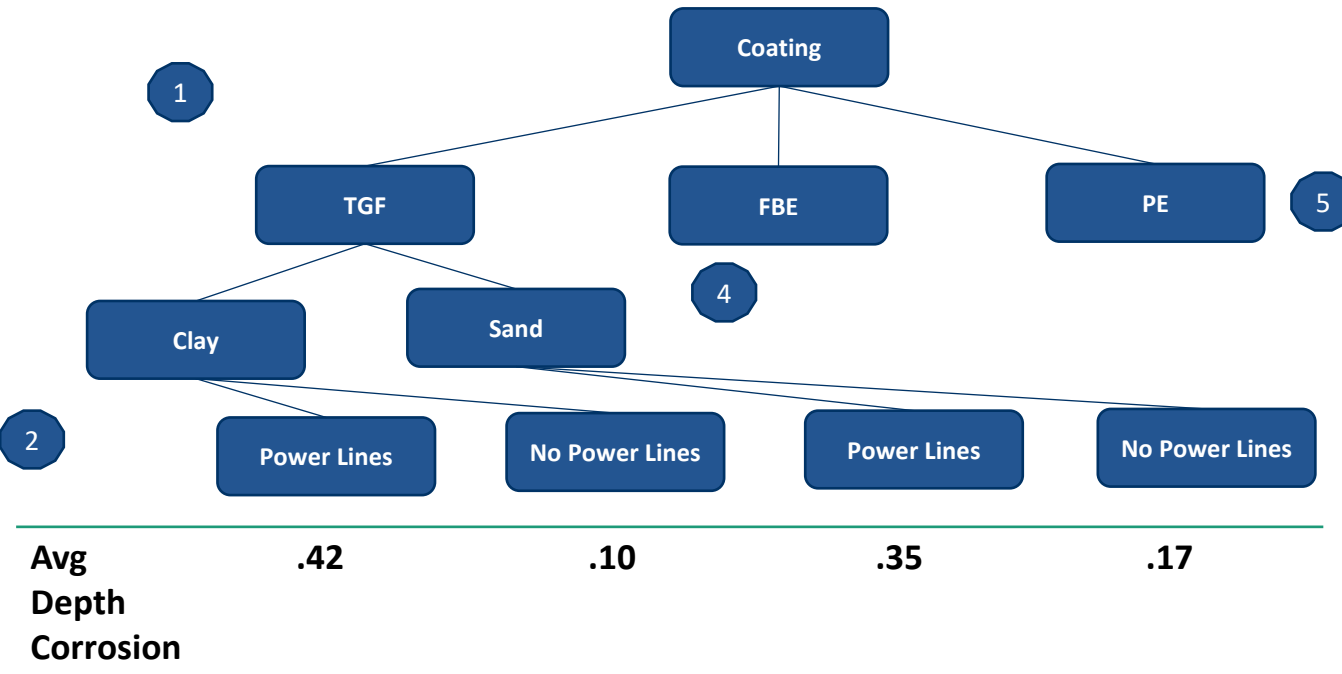 Coating
1
TGF
FBE
PE
5
4
Clay
Sand
2
Power Lines
No Power Lines
Power Lines
No Power Lines
Avg .42 .10 .35 .17
Depth
Corrosion